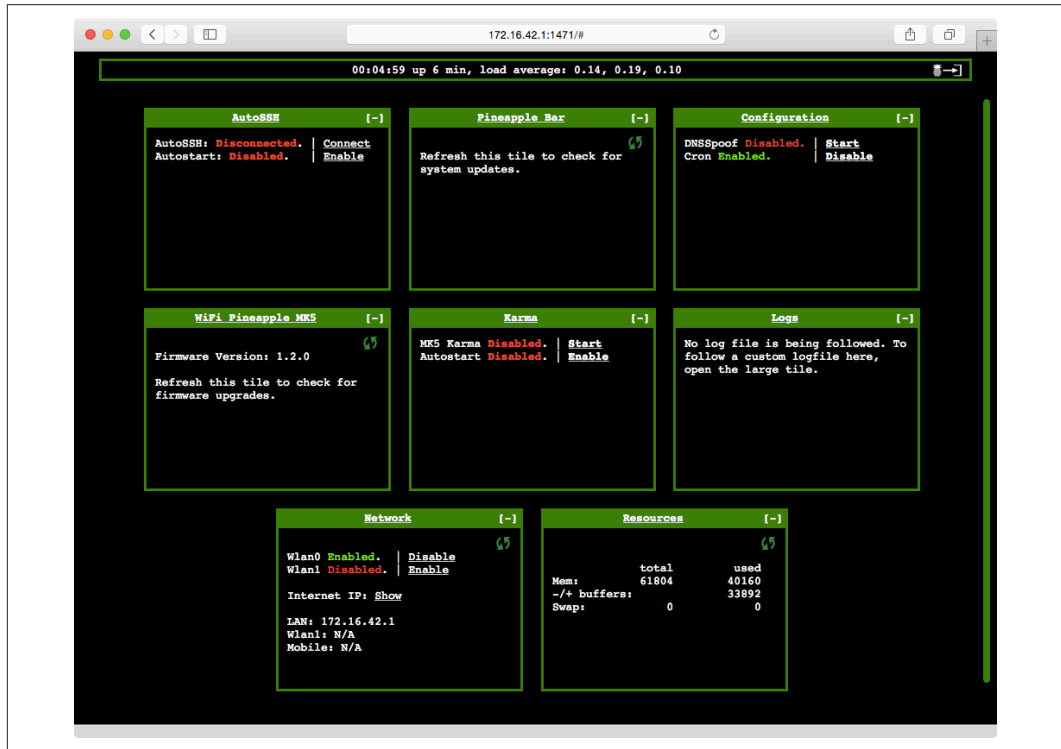 172.16.42.1:1471/#
00:04:59 up 6 min, load average: 0.14, 0.19, 0.10
AutoSSH [-]
AutoSSH: Disconnected. | Connect
Autostart: Disabled. | Enable
Pineapple Bar [-]
Refresh this tile to check for
system updates.
Configuration [-]
DNSSpoof Disabled. | Start
Cron Enabled. | Disable
WiFi Pineapple MK5 [-]
Firmware Version: 1.2.0
Refresh this tile to check for
firmware upgrades.
Karma [-]
MK5 Karma Disabled. | Start
Autostart Disabled. | Enable
Logs [-]
No log file is being followed. To
follow a custom logfile here,
open the large tile.
Network [-]
Wlan0 Enabled. | Disable
Wlan1 Disabled. | Enable
Internet IP: Show
LAN: 172.16.42.1
Wlan1: N/A
Mobile: N/A
Resources [-]
total used
Mem: 61804 40160
-/+ buffers: 33892
Swap: 0 0